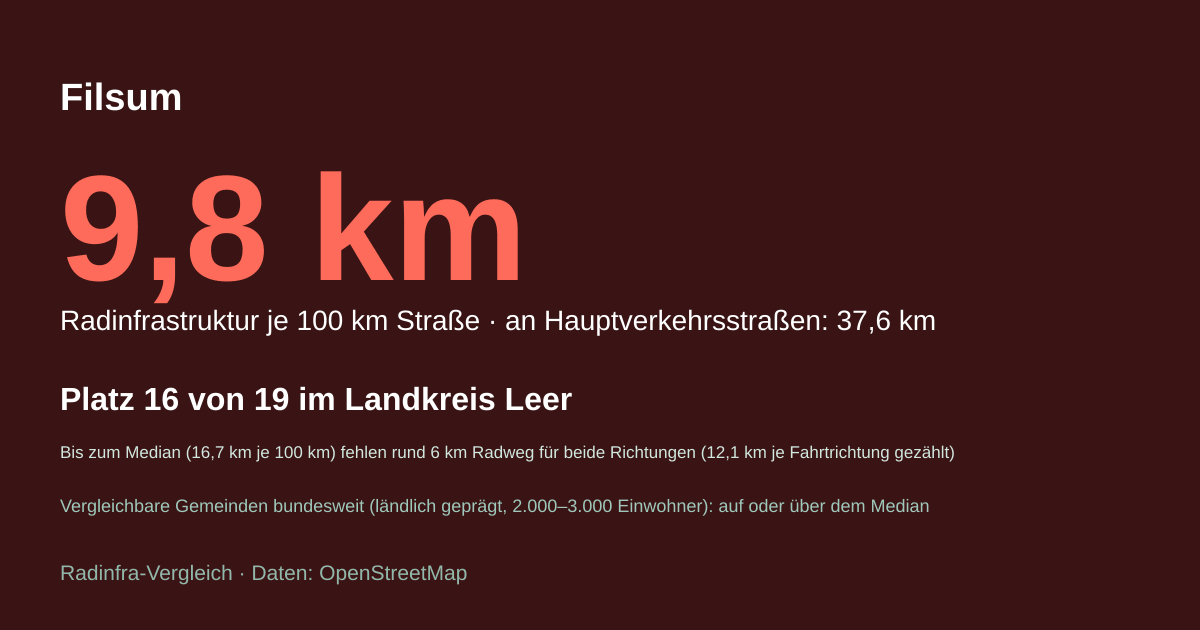 Filsum
9,8 km
Radinfrastruktur je 100 km Straße · an Hauptverkehrsstraßen: 37,6 km
Platz 16 von 19 im Landkreis Leer
Bis zum Median (16,7 km je 100 km) fehlen rund 6 km Radweg für beide Richtungen (12,1 km je Fahrtrichtung gezählt)
Vergleichbare Gemeinden bundesweit (ländlich geprägt, 2.000–3.000 Einwohner): auf oder über dem Median
Radinfra-Vergleich · Daten: OpenStreetMap